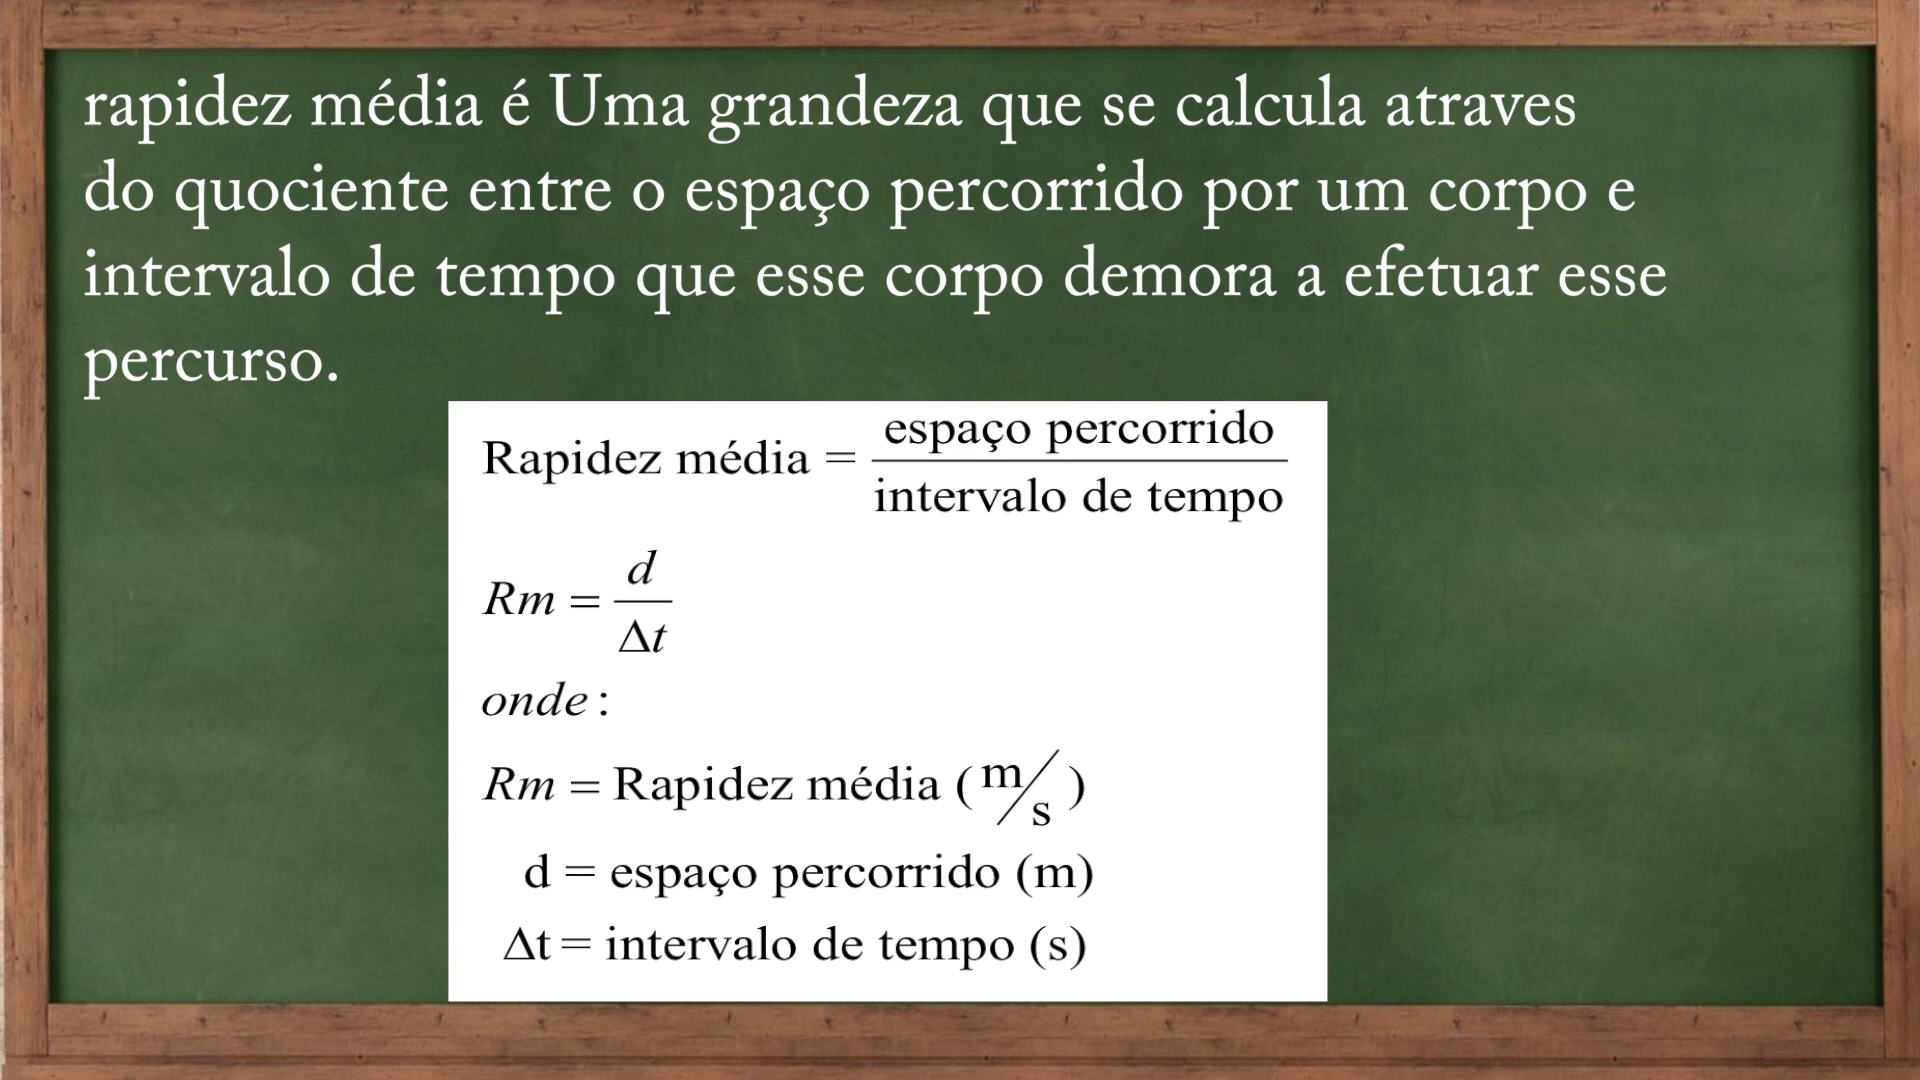 rapidez média é Uma grandeza que se calcula atraves
do quociente entre o espaço percorrido por um corpo e
intervalo de tempo que esse corpo demora a efetuar esse
percurso.
Rapidez média = espaço percorrido / intervalo de tempo
Rm = d / Δt
onde :
Rm = Rapidez média (m/s)
d = espaço percorrido (m)
Δt = intervalo de tempo (s)